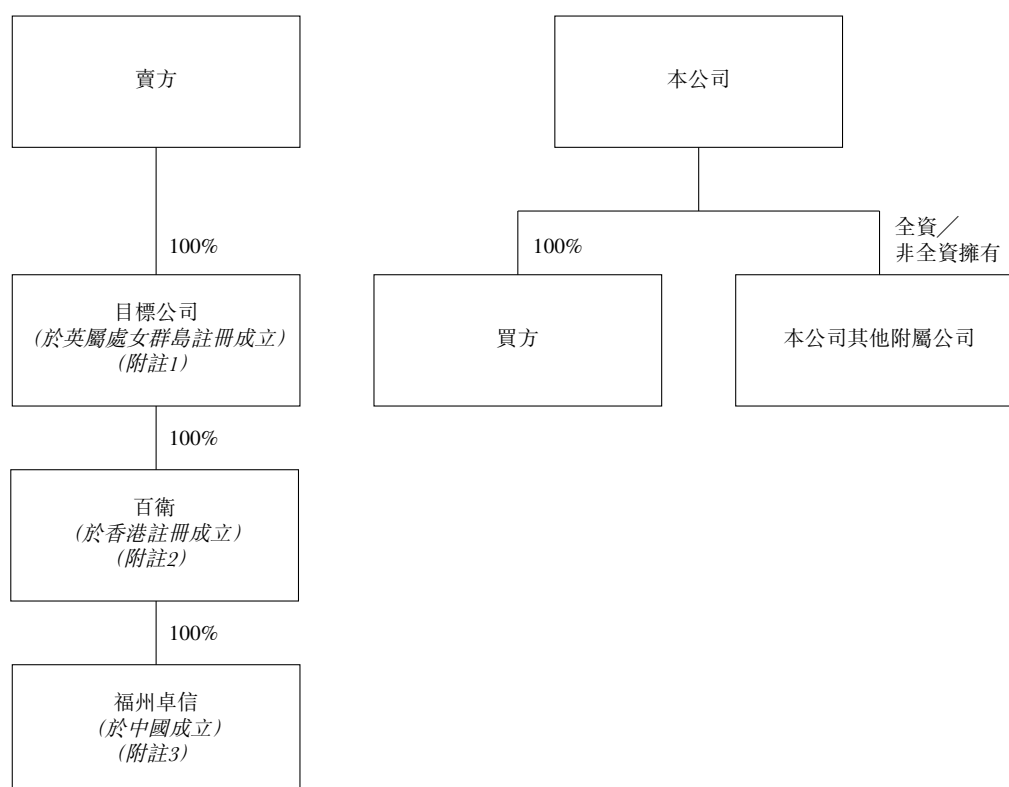 賣方
本公司
100%
100%
全資／
非全資擁有
目標公司
(於英屬處女群島註冊成立)
(附註1)
買方
本公司其他附屬公司
100%
百衛
(於香港註冊成立)
(附註2)
100%
福州卓信
(於中國成立)
(附註3)